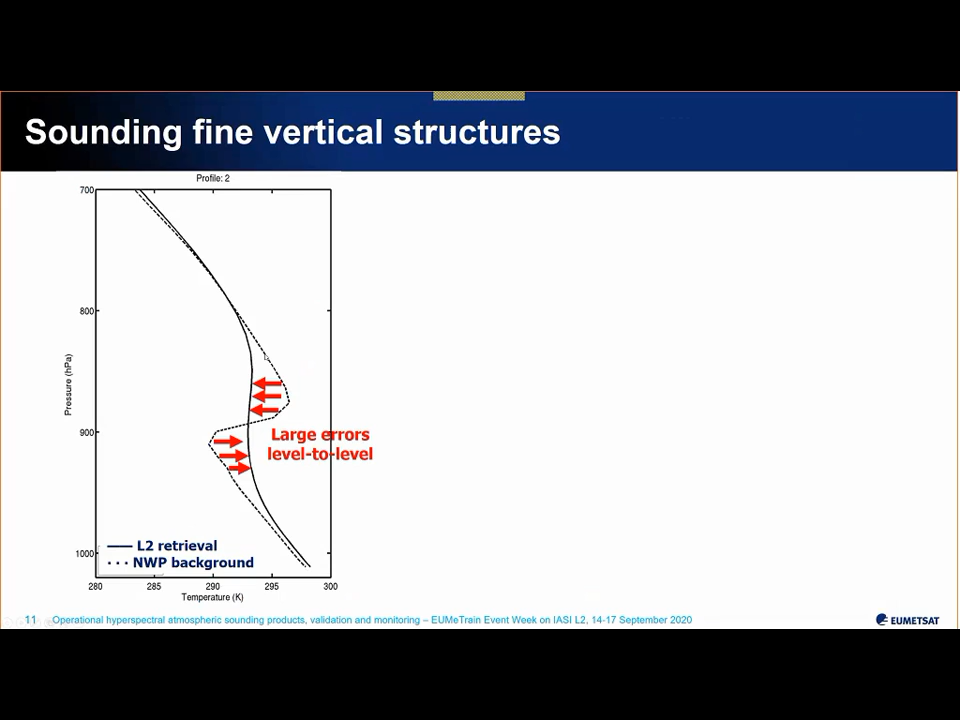 Sounding fine vertical structures
Profile: 2
700
800
900
1000
Pressure (hPa)
Large errors
level-to-level
L2 retrieval
NWP background
280
285
290
295
300
Temperature (K)
11 Operational hyperspectral atmospheric sounding products, validation and monitoring – EUMeTrain Event Week on IASI L2, 14-17 September 2020
EUMETSAT